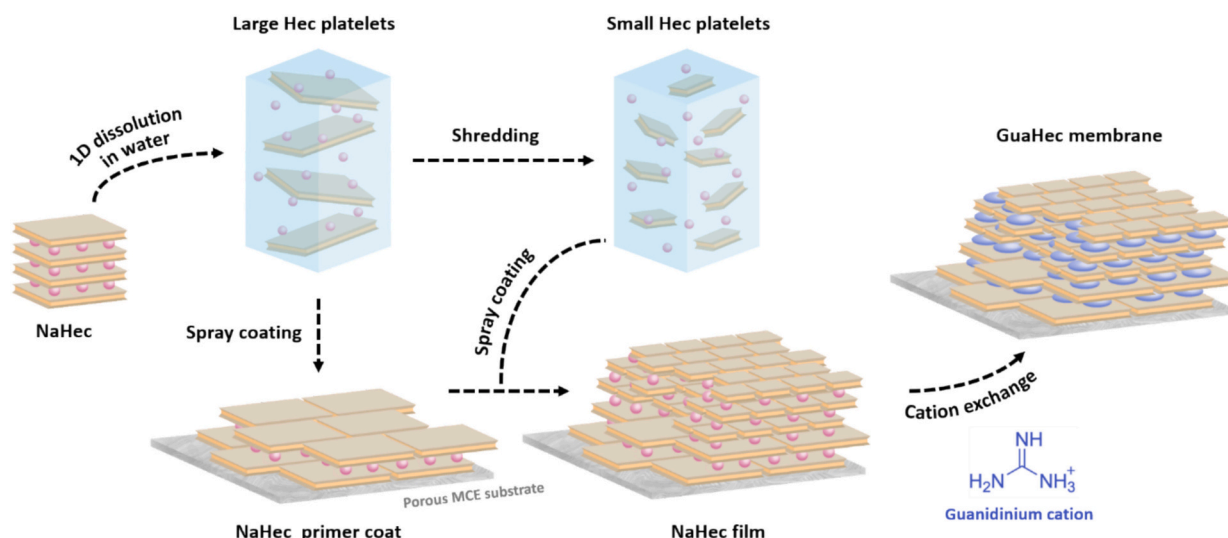 Large Hec platelets
Small Hec platelets
1D dissolution
in water
Shredding
GuaHec membrane
NaHec
Spray coating
Spray coating
Cation exchange
Porous MCE substrate
NH
H₂N
NH₃⁺
Guanidinium cation
NaHec primer coat
NaHec film